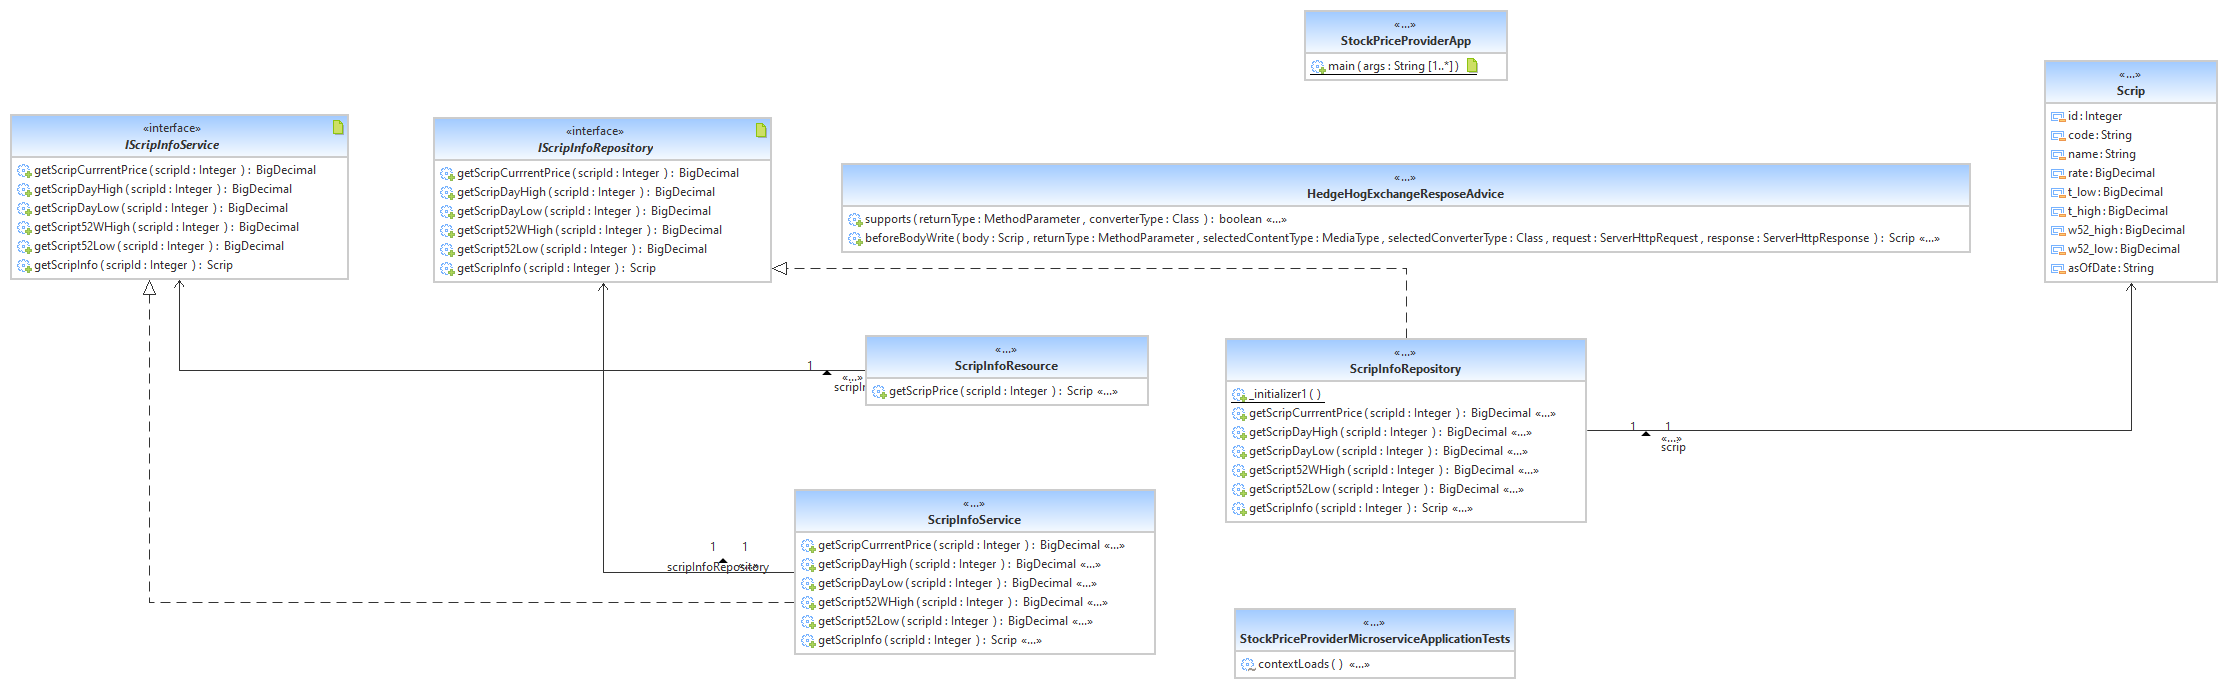 «...»
StockPriceProviderApp
main ( args : String [1..*] )
«...»
Scrip
id : Integer
code : String
name : String
rate : BigDecimal
t_low : BigDecimal
t_high : BigDecimal
w52_high : BigDecimal
w52_low : BigDecimal
asOfDate : String
«interface»
IScripInfoService
getScripCurrrentPrice ( scripId : Integer ) : BigDecimal
getScripDayHigh ( scripId : Integer ) : BigDecimal
getScripDayLow ( scripId : Integer ) : BigDecimal
getScript52WHigh ( scripId : Integer ) : BigDecimal
getScript52Low ( scripId : Integer ) : BigDecimal
getScripInfo ( scripId : Integer ) : Scrip
«interface»
IScripInfoRepository
getScripCurrrentPrice ( scripId : Integer ) : BigDecimal
getScripDayHigh ( scripId : Integer ) : BigDecimal
getScripDayLow ( scripId : Integer ) : BigDecimal
getScript52WHigh ( scripId : Integer ) : BigDecimal
getScript52Low ( scripId : Integer ) : BigDecimal
getScripInfo ( scripId : Integer ) : Scrip
«...»
HedgeHogExchangeResposeAdvice
supports ( returnType : MethodParameter , converterType : Class ) : boolean «...»
beforeBodyWrite ( body : Scrip , returnType : MethodParameter , selectedContentType : MediaType , selectedConverterType : Class , request : ServerHttpRequest , response : ServerHttpResponse ) : Scrip «...»
1
«...»
«...»
ScripInfoResource
getScripPrice ( scripId : Integer ) : Scrip «...»
«...»
ScripInfoRepository
_initializer1 ( )
getScripCurrrentPrice ( scripId : Integer ) : BigDecimal «...»
getScripDayHigh ( scripId : Integer ) : BigDecimal «...»
getScripDayLow ( scripId : Integer ) : BigDecimal «...»
getScript52WHigh ( scripId : Integer ) : BigDecimal «...»
getScript52Low ( scripId : Integer ) : BigDecimal «...»
getScripInfo ( scripId : Integer ) : Scrip «...»
1 1
«...»
scrip
1 1
scripInfoRepository
«...»
ScripInfoService
getScripCurrrentPrice ( scripId : Integer ) : BigDecimal «...»
getScripDayHigh ( scripId : Integer ) : BigDecimal «...»
getScripDayLow ( scripId : Integer ) : BigDecimal «...»
getScript52WHigh ( scripId : Integer ) : BigDecimal «...»
getScript52Low ( scripId : Integer ) : BigDecimal «...»
getScripInfo ( scripId : Integer ) : Scrip «...»
«...»
StockPriceProviderMicroserviceApplicationTests
contextLoads ( ) «...»